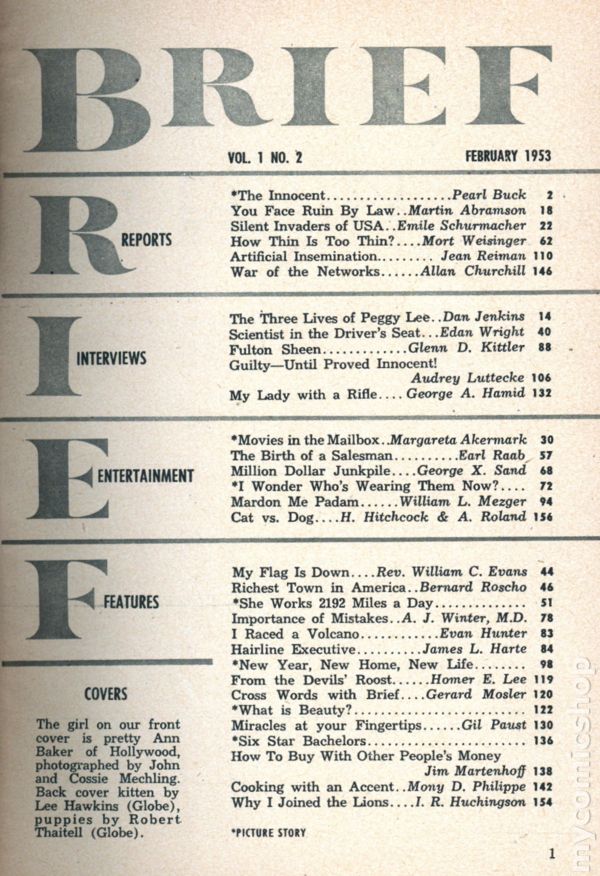 BRIEF
VOL. 1 NO. 2 FEBRUARY 1953
REPORTS
*The Innocent...................Pearl Buck 2
You Face Ruin By Law..Martin Abramson 18
Silent Invaders of USA..Emile Schurmacher 22
How Thin Is Too Thin?....Mort Weisinger 62
Artificial Insemination......... Jean Reiman 110
War of the Networks......Allan Churchill 146
I
INTERVIEWS
The Three Lives of Peggy Lee..Dan Jenkins 14
Scientist in the Driver's Seat...Edan Wright 40
Fulton Sheen.............Glenn D. Kittler 88
Guilty—Until Proved Innocent!
Audrey Luttecke 106
My Lady with a Rifle.... George A. Hamid 132
E
ENTERTAINMENT
*Movies in the Mailbox..Margareta Akermark 30
The Birth of a Salesman..........Earl Raab 57
Million Dollar Junkpile....George X. Sand 68
*I Wonder Who's Wearing Them Now?.... 72
Mardon Me Padam......William L. Mezger 94
Cat vs. Dog....H. Hitchcock & A. Roland 156
F
FEATURES
My Flag Is Down....Rev. William C. Evans 44
Richest Town in America..Bernard Roscho 46
*She Works 2192 Miles a Day.............. 51
Importance of Mistakes..A. J. Winter, M.D. 78
I Raced a Volcano............Evan Hunter 83
Hairline Executive..........James L. Harte 84
*New Year, New Home, New Life........ 98
From the Devils' Roost......Homer E. Lee 119
Cross Words with Brief....Gerard Mosler 120
*What is Beauty?.......................... 122
Miracles at your Fingertips......Gil Paust 130
*Six Star Bachelors........................ 136
How To Buy With Other People's Money
Jim Martenhoff 138
Cooking with an Accent..Mony D. Philippe 142
Why I Joined the Lions....I. R. Huchingson 154
*PICTURE STORY
COVERS
The girl on our front
cover is pretty Ann
Baker of Hollywood,
photographed by John
and Cossie Mechling.
Back cover kitten by
Lee Hawkins (Globe),
puppies by Robert
Thaitell (Globe).
1
mycomicshop